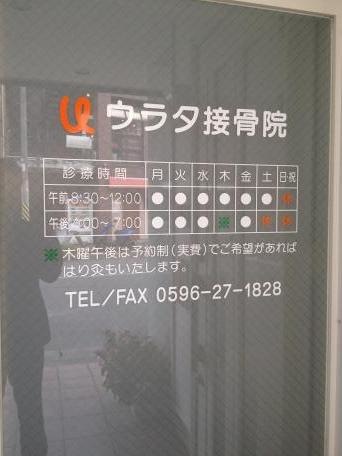 ウラタ接骨院
診療時間 月 火 水 木 金 土 日祝
午前 8:30～12:00 ● ● ● ● ● ● 休
午後 4:00～7:00 ● ● ● ※ ● 休 休
※ 木曜午後は予約制(実費)でご希望があれば
はり灸もいたします。
TEL/FAX 0596-27-1828